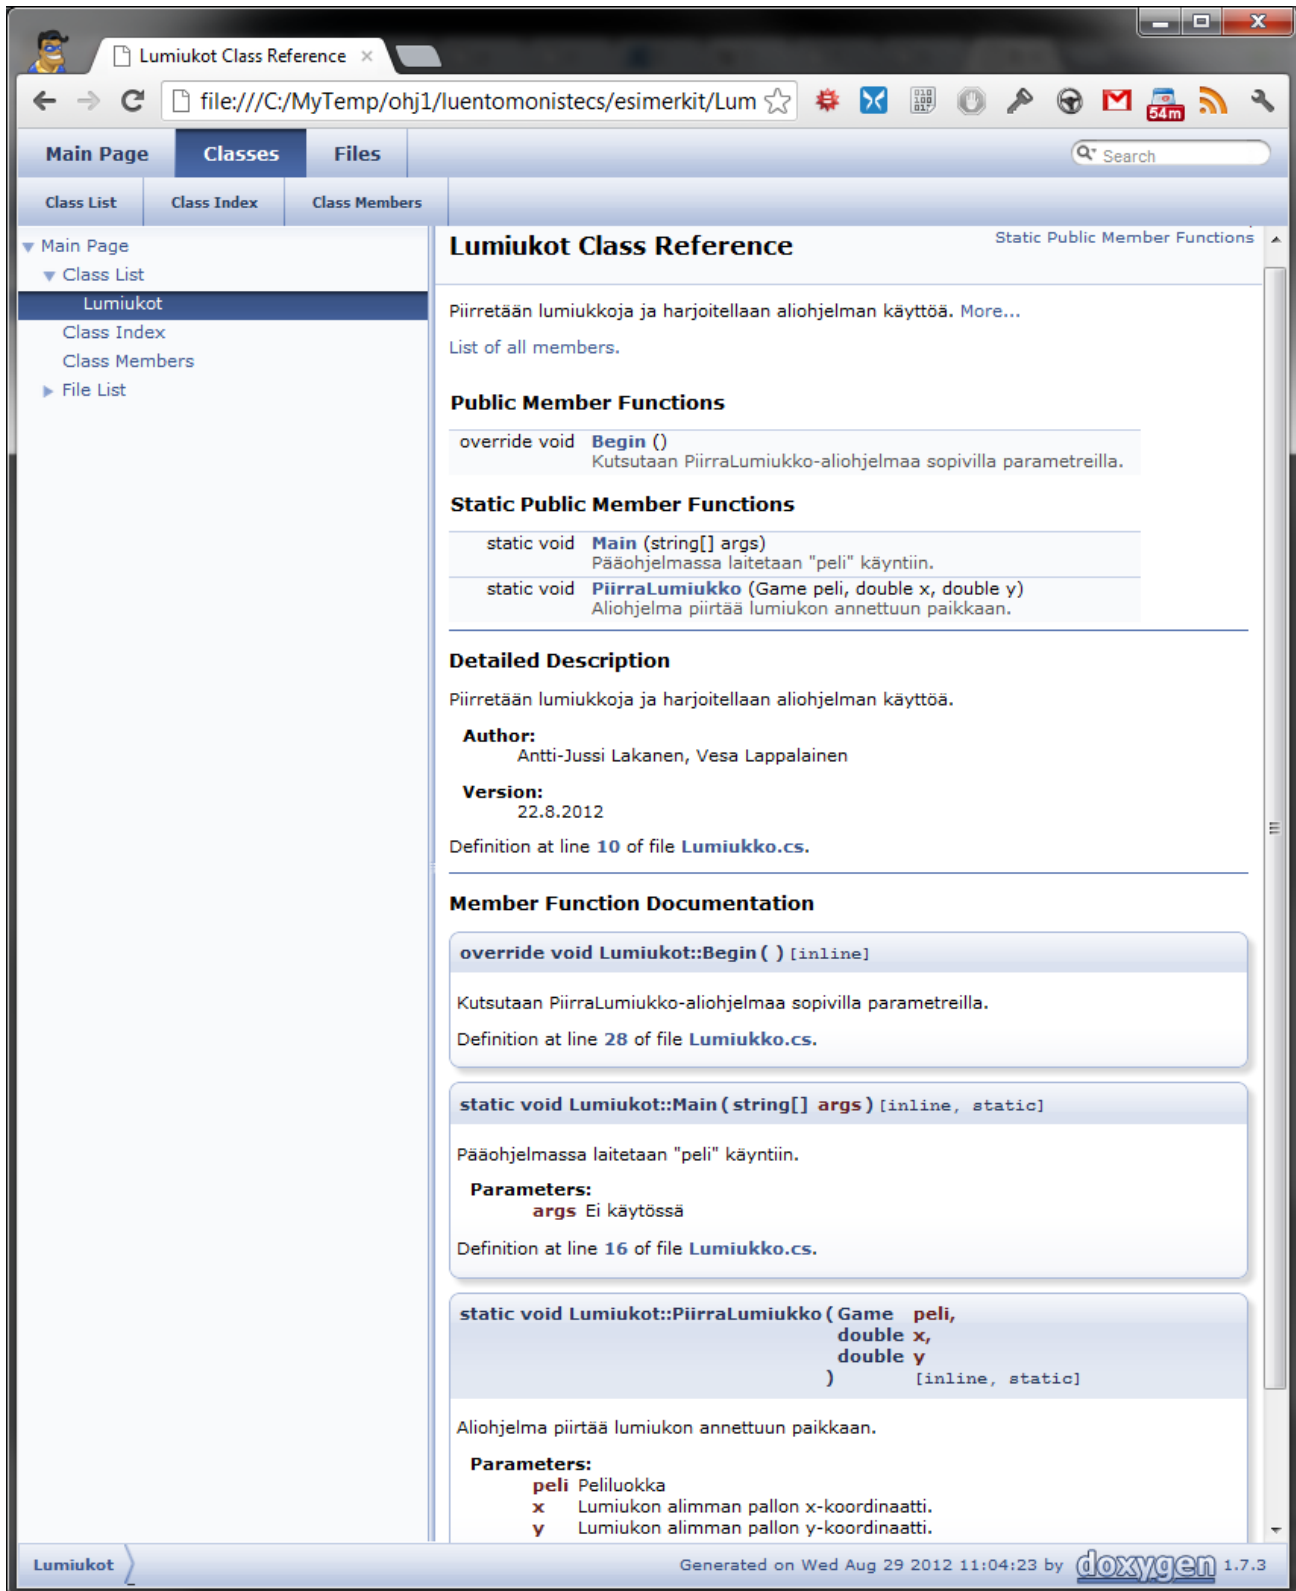 Lumiukot Class Reference ×
file:///C:/MyTemp/ohj1/luentomonistecs/esimerkit/Lum
54m
Main Page Classes Files Search
Class List Class Index Class Members
Main Page
Class List
Lumiukot
Class Index
Class Members
File List
Static Public Member Functions
Lumiukot Class Reference
Piirretään lumiukkoja ja harjoitellaan aliohjelman käyttöä. More...
List of all members.
Public Member Functions
override void Begin ()
Kutsutaan PiirraLumiukko-aliohjelmaa sopivilla parametreilla.
Static Public Member Functions
static void Main (string[] args)
Pääohjelmassa laitetaan "peli" käyntiin.
static void PiirraLumiukko (Game peli, double x, double y)
Aliohjelma piirtää lumiukon annettuun paikkaan.
Detailed Description
Piirretään lumiukkoja ja harjoitellaan aliohjelman käyttöä.
Author:
Antti-Jussi Lakanen, Vesa Lappalainen
Version:
22.8.2012
Definition at line 10 of file Lumiukko.cs.
Member Function Documentation
override void Lumiukot::Begin ( ) [inline]
Kutsutaan PiirraLumiukko-aliohjelmaa sopivilla parametreilla.
Definition at line 28 of file Lumiukko.cs.
static void Lumiukot::Main ( string[] args ) [inline, static]
Pääohjelmassa laitetaan "peli" käyntiin.
Parameters:
args Ei käytössä
Definition at line 16 of file Lumiukko.cs.
static void Lumiukot::PiirraLumiukko ( Game peli,
double x,
double y
) [inline, static]
Aliohjelma piirtää lumiukon annettuun paikkaan.
Parameters:
peli Peliluokka
x Lumiukon alimman pallon x-koordinaatti.
y Lumiukon alimman pallon y-koordinaatti.
Lumiukot Generated on Wed Aug 29 2012 11:04:23 by doxygen 1.7.3